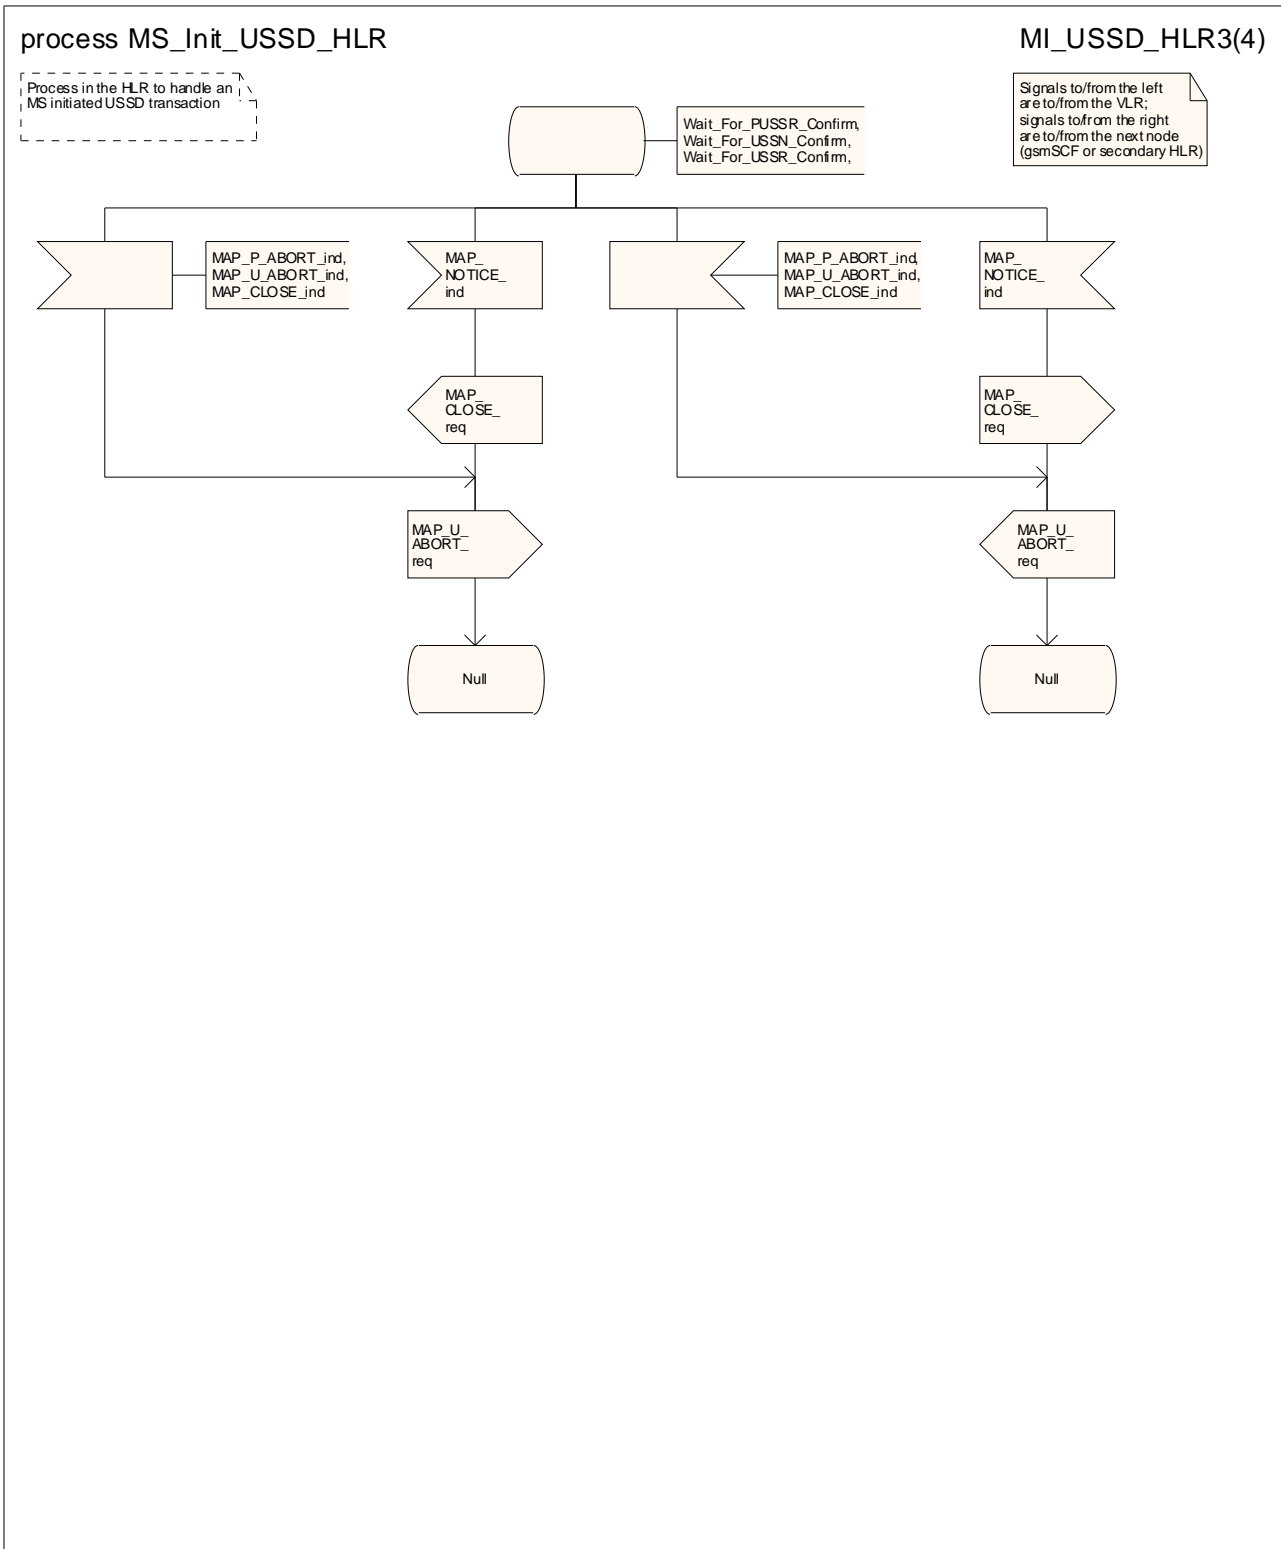 process MS_Init_USSD_HLR
MI_USSD_HLR3(4)
Process in the HLR to handle an
MS initiated USSD transaction
Signals to/from the left
are to/from the VLR;
signals to/from the right
are to/from the next node
(gsmSCF or secondary HLR)
Wait_For_PUSSR_Confirm,
Wait_For_USSN_Confirm,
Wait_For_USSR_Confirm,
MAP_P_ABORT_ind,
MAP_U_ABORT_ind,
MAP_CLOSE_ind
MAP_
NOTICE_
ind
MAP_P_ABORT_ind,
MAP_U_ABORT_ind,
MAP_CLOSE_ind
MAP_
NOTICE_
ind
MAP_
CLOSE_
req
MAP_
CLOSE_
req
MAP_U_
ABORT_
req
MAP_U_
ABORT_
req
Null
Null